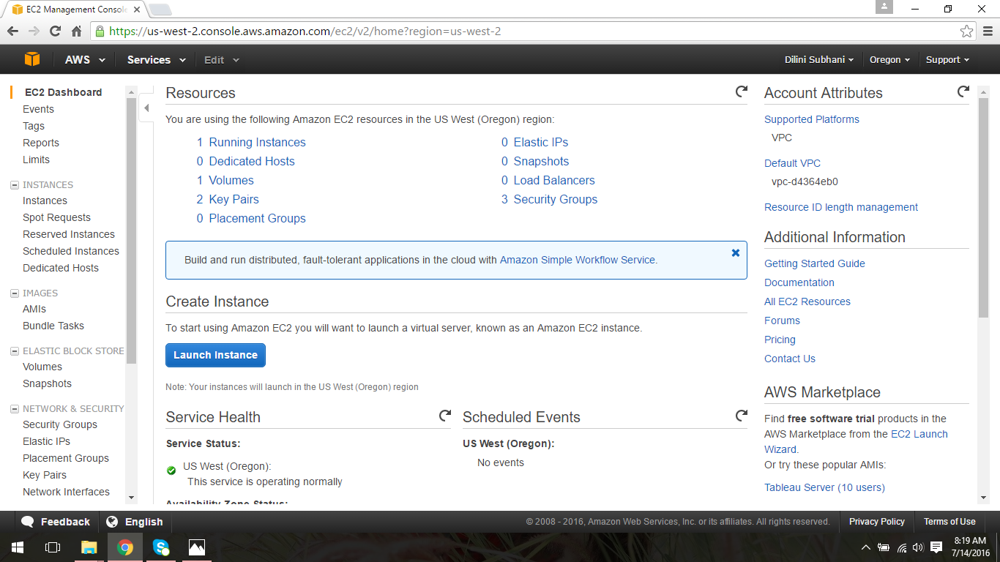 EC2 Management Consol
https://us-west-2.console.aws.amazon.com/ec2/v2/home?region=us-west-2
AWS Services Edit Dilini Subhani Oregon Support
EC2 Dashboard
Events
Tags
Reports
Limits
INSTANCES
Instances
Spot Requests
Reserved Instances
Scheduled Instances
Dedicated Hosts
IMAGES
AMIs
Bundle Tasks
ELASTIC BLOCK STORE
Volumes
Snapshots
NETWORK & SECURITY
Security Groups
Elastic IPs
Placement Groups
Key Pairs
Network Interfaces
Resources
You are using the following Amazon EC2 resources in the US West (Oregon) region:
1 Running Instances
0 Dedicated Hosts
1 Volumes
2 Key Pairs
0 Placement Groups
0 Elastic IPs
0 Snapshots
0 Load Balancers
3 Security Groups
Build and run distributed, fault-tolerant applications in the cloud with Amazon Simple Workflow Service.
Create Instance
To start using Amazon EC2 you will want to launch a virtual server, known as an Amazon EC2 instance.
Launch Instance
Note: Your instances will launch in the US West (Oregon) region
Service Health
Service Status:
US West (Oregon):
This service is operating normally
Availability Zone Status:
Scheduled Events
US West (Oregon):
No events
Account Attributes
Supported Platforms
VPC
Default VPC
vpc-d4364eb0
Resource ID length management
Additional Information
Getting Started Guide
Documentation
All EC2 Resources
Forums
Pricing
Contact Us
AWS Marketplace
Find free software trial products in the
AWS Marketplace from the EC2 Launch
Wizard.
Or try these popular AMIs:
Tableau Server (10 users)
Feedback English © 2008 - 2016, Amazon Web Services, Inc. or its affiliates. All rights reserved. Privacy Policy Terms of Use
8:19 AM
7/14/2016